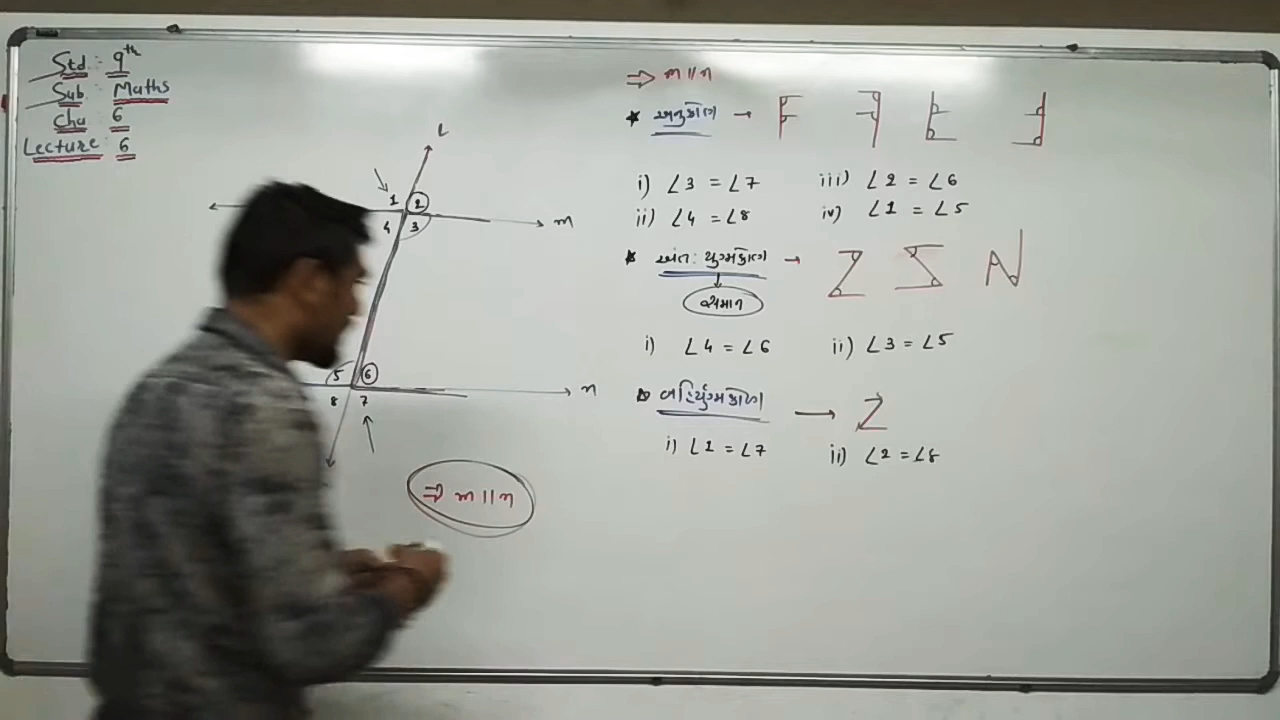 Std : 9th
Sub : Maths
Chu : 6
Lecture : 6
l
1 2
m
4 3
5 6
n
8 7
⇒ m || n
⇒ m || n
★ અનુકોણ →
i) ∠3 = ∠7
iii) ∠2 = ∠6
ii) ∠4 = ∠8
iv) ∠1 = ∠5
★ અંતઃ યુગ્મકોણ → Z Σ N
સમાન
i) ∠4 = ∠6
ii) ∠3 = ∠5
બહિર્યુગ્મકોણ → Z
i) ∠1 = ∠7
ii) ∠2 = ∠8